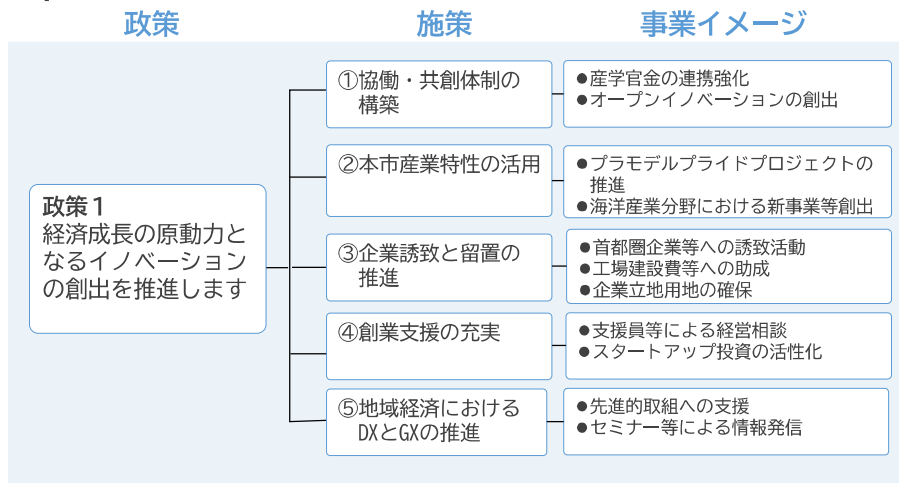 政策
施策
事業イメージ
政策1
経済成長の原動力と
なるイノベーション
の創出を推進します
①協働・共創体制の
構築
●産学官金の連携強化
●オープンイノベーションの創出
②本市産業特性の活用
●プラモデルプライドプロジェクトの
推進
●海洋産業分野における新事業等創出
③企業誘致と留置の
推進
●首都圏企業等への誘致活動
●工場建設費等への助成
●企業立地用地の確保
④創業支援の充実
●支援員等による経営相談
●スタートアップ投資の活性化
⑤地域経済における
DXとGXの推進
●先進的取組への支援
●セミナー等による情報発信